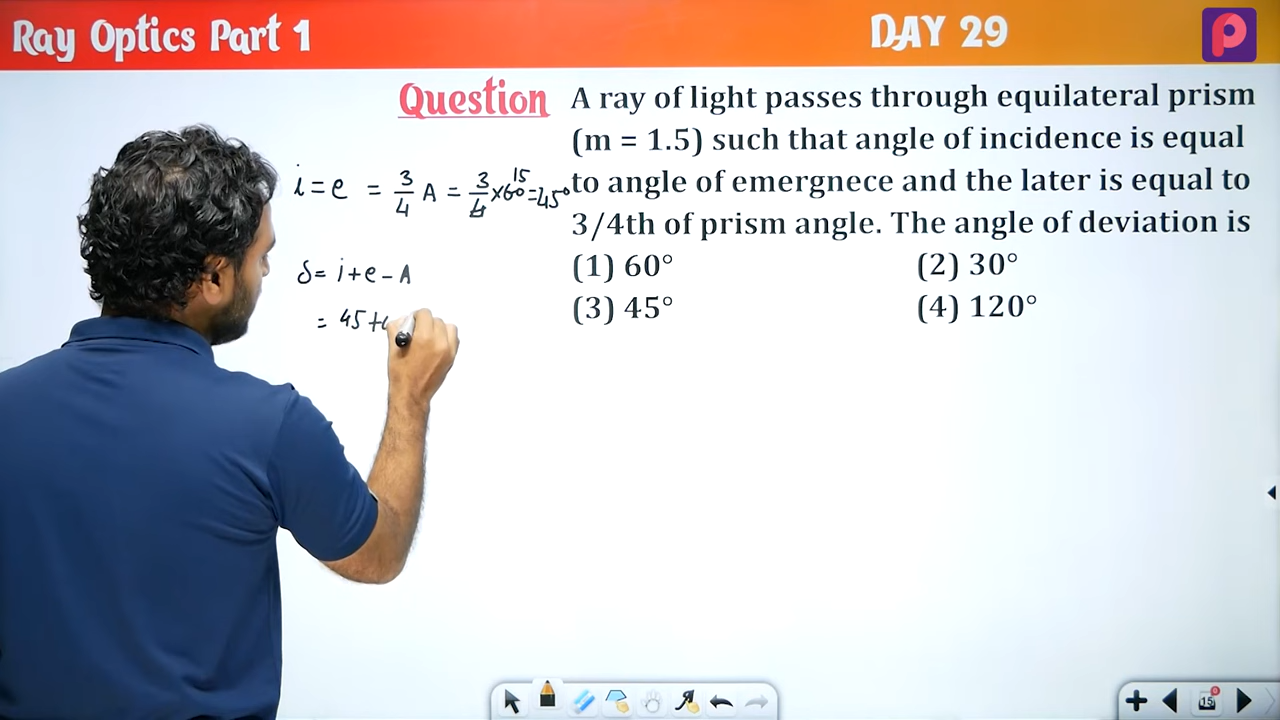 Ray Optics Part 1
DAY 29
Question
A ray of light passes through equilateral prism
(m = 1.5) such that angle of incidence is equal
to angle of emergnece and the later is equal to
3/4th of prism angle. The angle of deviation is
(1) 60°
(2) 30°
(3) 45°
(4) 120°
i = e = 3/4 A = 3/4 × 60 = 45°
15
δ = i + e - A
= 45 +
15